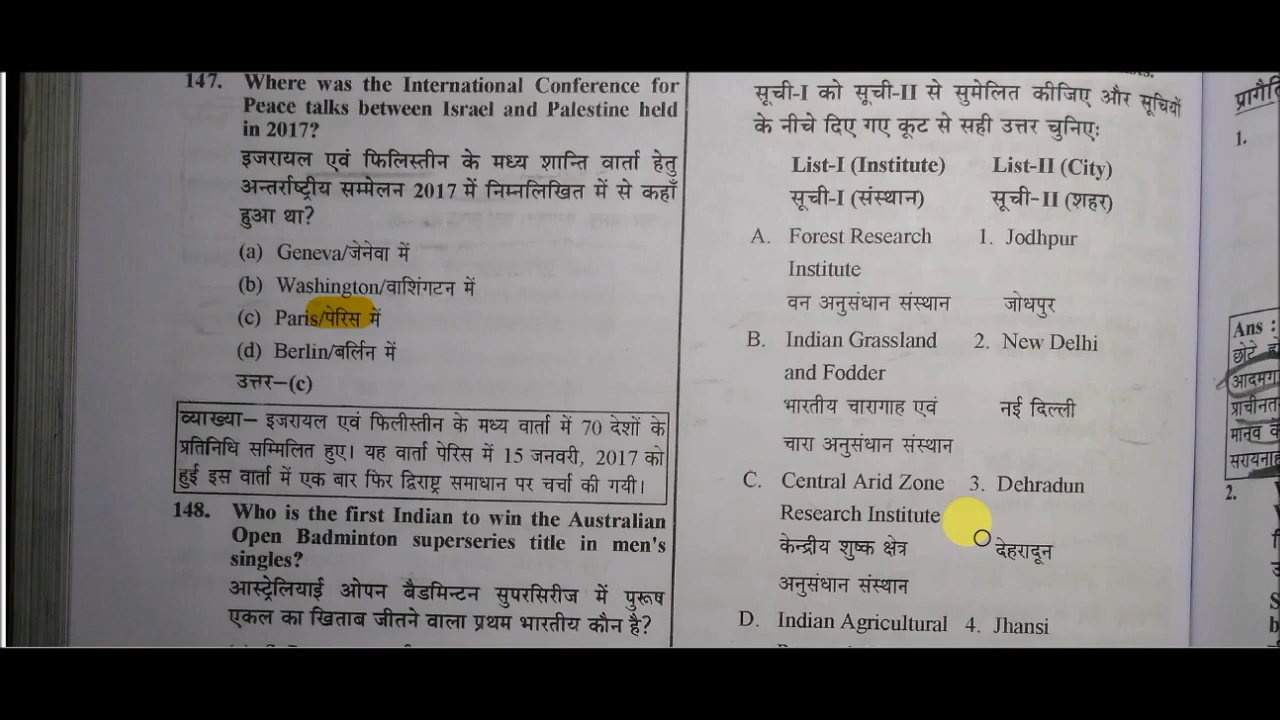 147. Where was the International Conference for
Peace talks between Israel and Palestine held
in 2017?
इजरायल एवं फिलिस्तीन के मध्य शान्ति वार्ता हेतु
अन्तर्राष्ट्रीय सम्मेलन 2017 में निम्नलिखित में से कहाँ
हुआ था?
(a) Geneva/जेनेवा में
(b) Washington/वाशिंगटन में
(c) Paris/पेरिस में
(d) Berlin/बर्लिन में
उत्तर–(c)
व्याख्या– इजरायल एवं फिलीस्तीन के मध्य वार्ता में 70 देशों के
प्रतिनिधि सम्मिलित हुए। यह वार्ता पेरिस में 15 जनवरी, 2017 को
हुई इस वार्ता में एक बार फिर द्विराष्ट्र समाधान पर चर्चा की गयी।
148. Who is the first Indian to win the Australian
Open Badminton superseries title in men's
singles?
आस्ट्रेलियाई ओपन बैडमिन्टन सुपरसिरीज में पुरूष
एकल का खिताब जीतने वाला प्रथम भारतीय कौन है?
सूची-I को सूची-II से सुमेलित कीजिए और सूचियों
के नीचे दिए गए कूट से सही उत्तर चुनिए:
List-I (Institute) List-II (City)
सूची-I (संस्थान) सूची-II (शहर)
A. Forest Research 1. Jodhpur
Institute
वन अनुसंधान संस्थान जोधपुर
B. Indian Grassland 2. New Delhi
and Fodder
भारतीय चारागाह एवं नई दिल्ली
चारा अनुसंधान संस्थान
C. Central Arid Zone 3. Dehradun
Research Institute
केन्द्रीय शुष्क क्षेत्र देहरादून
अनुसंधान संस्थान
D. Indian Agricultural 4. Jhansi
1.
Ans :
छोटे
प्राचीनत
मानव
2.